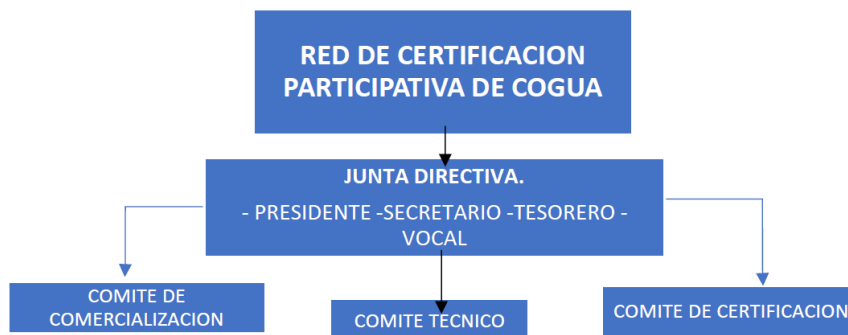 RED DE CERTIFICACION
PARTICIPATIVA DE COGUA
JUNTA DIRECTIVA.
- PRESIDENTE -SECRETARIO -TESORERO -
VOCAL
COMITE DE
COMERCIALIZACION
COMITE TECNICO
COMITE DE CERTIFICACION